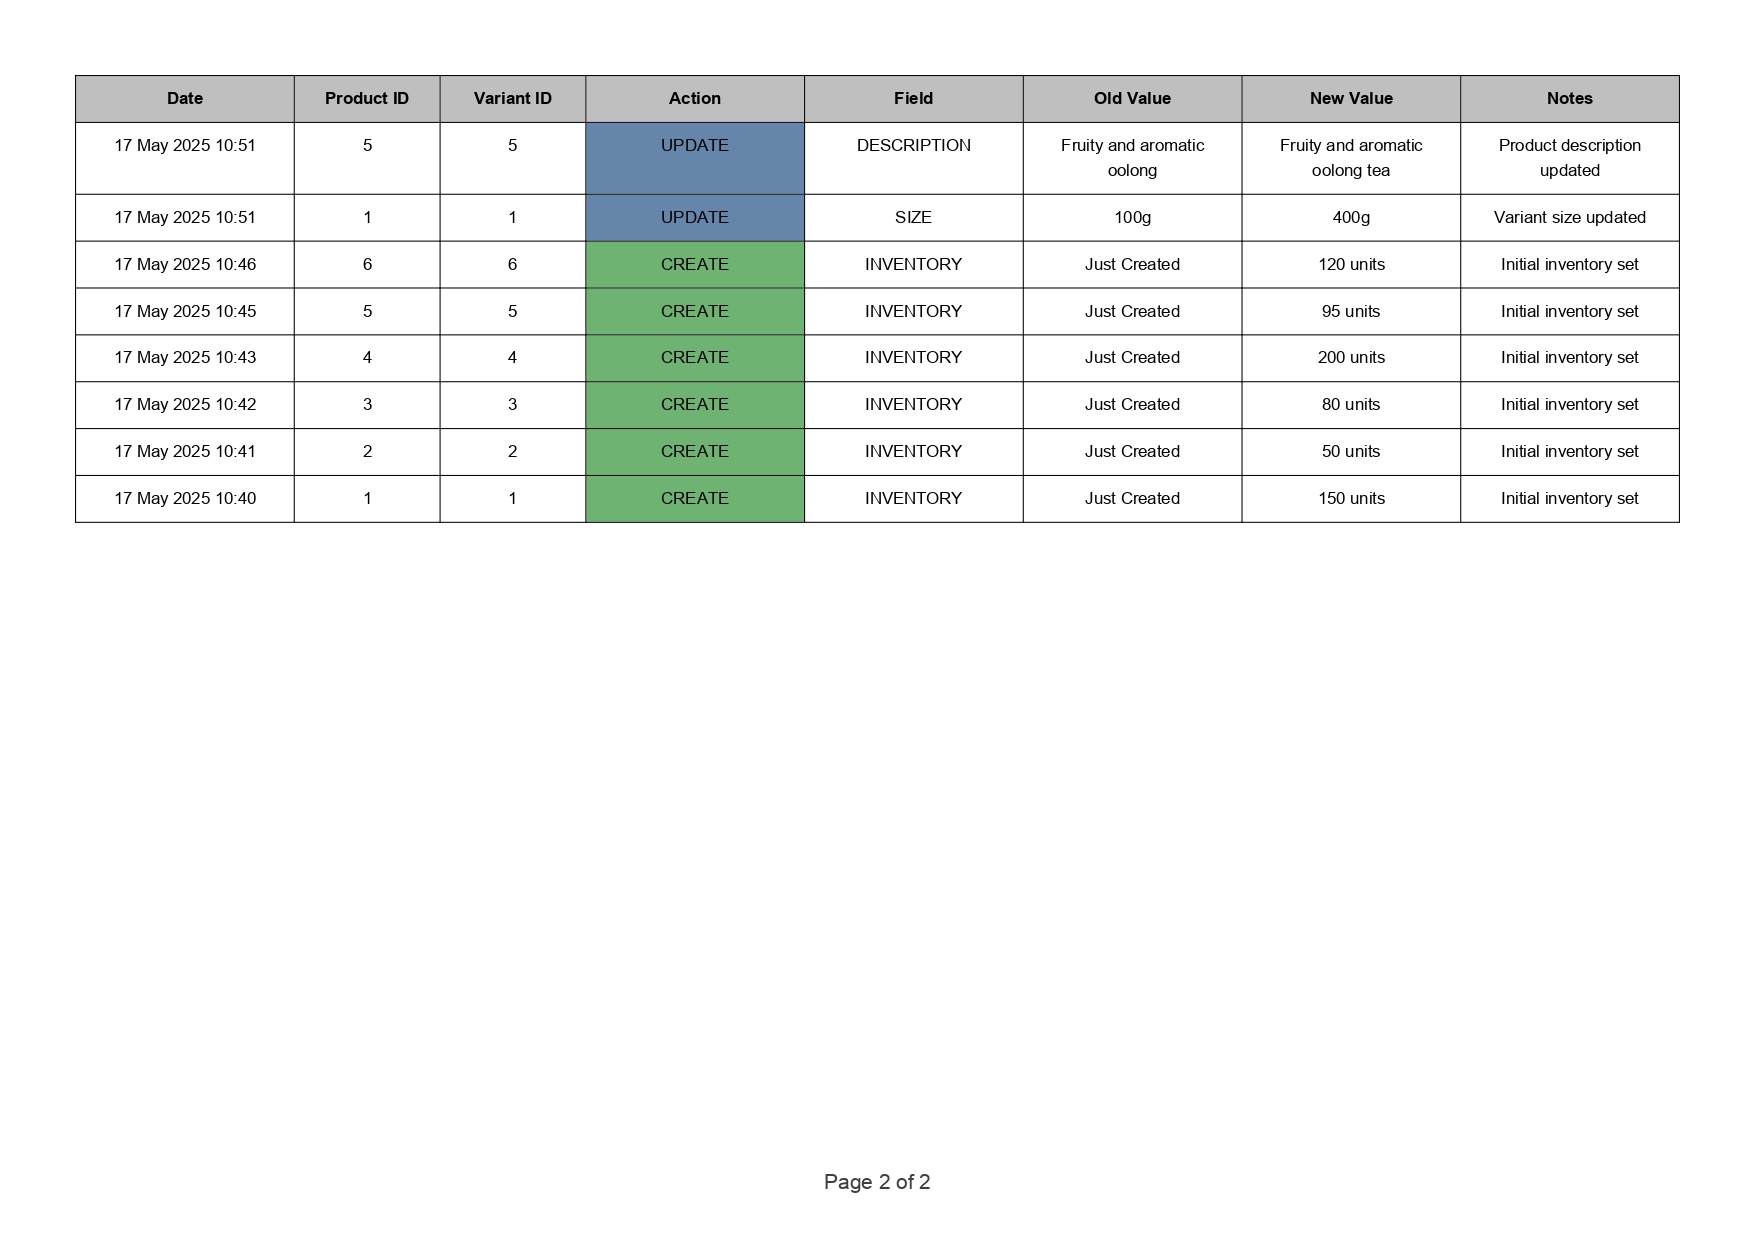 Date Product ID Variant ID Action Field Old Value New Value Notes
17 May 2025 10:51 5 5 UPDATE DESCRIPTION Fruity and aromatic Fruity and aromatic Product description
oolong oolong tea updated
17 May 2025 10:51 1 1 UPDATE SIZE 100g 400g Variant size updated
17 May 2025 10:46 6 6 CREATE INVENTORY Just Created 120 units Initial inventory set
17 May 2025 10:45 5 5 CREATE INVENTORY Just Created 95 units Initial inventory set
17 May 2025 10:43 4 4 CREATE INVENTORY Just Created 200 units Initial inventory set
17 May 2025 10:42 3 3 CREATE INVENTORY Just Created 80 units Initial inventory set
17 May 2025 10:41 2 2 CREATE INVENTORY Just Created 50 units Initial inventory set
17 May 2025 10:40 1 1 CREATE INVENTORY Just Created 150 units Initial inventory set
Page 2 of 2